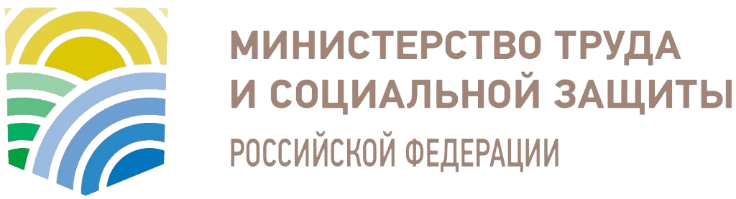 МИНИСТЕРСТВО ТРУДА
И СОЦИАЛЬНОЙ ЗАЩИТЫ
РОССИЙСКОЙ ФЕДЕРАЦИИ